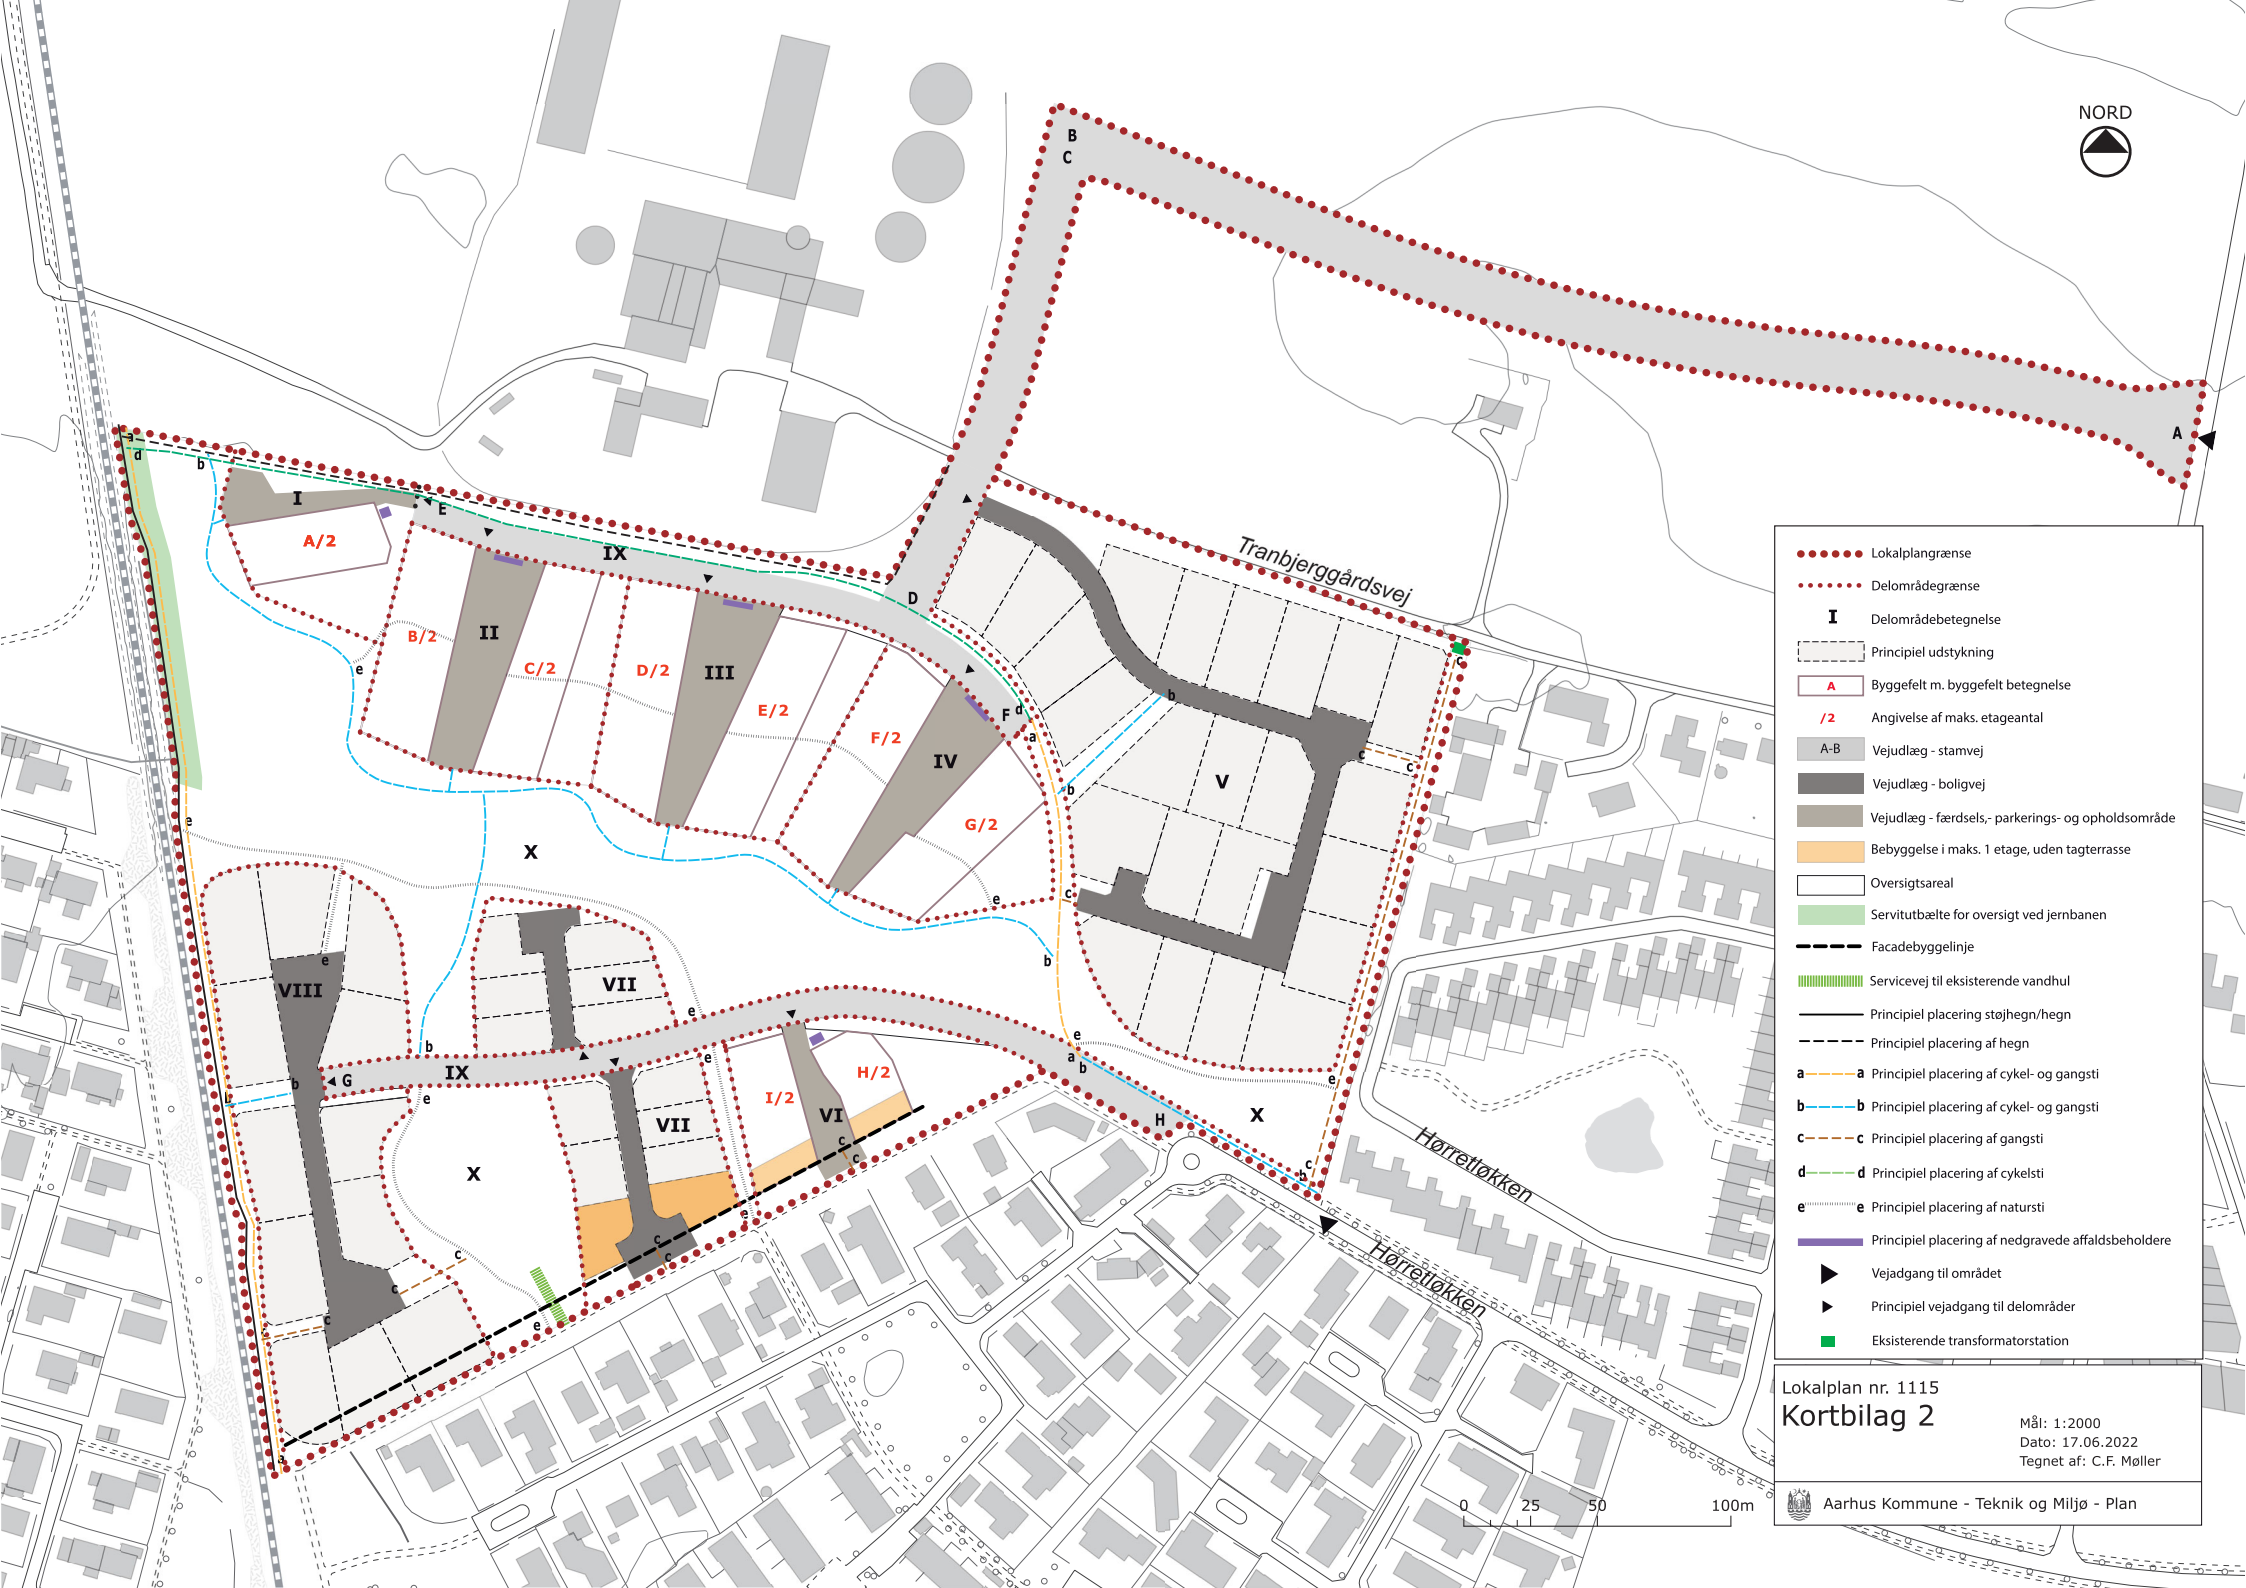 NORD
B
C
A
a
d
b
I
E
A/2
IX
D
Tranbjerggårdsvej
c
B/2
II
e
C/2
D/2
III
E/2
F/2
IV
F
d
a
b
V
c
c
G/2
b
e
X
e
c
b
e
VIII
VII
e
b
IX
G
b
b
e
e
VII
I/2
VI
H/2
c
c
e
a
b
H
X
e
c
b
Hørretløkken
Hørretløkken
X
c
c
c
e
c
c
e
a
Lokalplangrænse
Delområdegrænse
I Delområdebetegnelse
Principiel udstykning
A Byggefelt m. byggefelt betegnelse
/2 Angivelse af maks. etageantal
A-B Vejudlæg - stamvej
Vejudlæg - boligvej
Vejudlæg - færdsels,- parkerings- og opholdsområde
Bebyggelse i maks. 1 etage, uden tagterrasse
Oversigtsareal
Servitutbælte for oversigt ved jernbanen
Facadebyggelinje
Servicevej til eksisterende vandhul
Principiel placering støjhegn/hegn
Principiel placering af hegn
a a Principiel placering af cykel- og gangsti
b b Principiel placering af cykel- og gangsti
c c Principiel placering af gangsti
d d Principiel placering af cykelsti
e e Principiel placering af natursti
Principiel placering af nedgravede affaldsbeholdere
Vejadgang til området
Principiel vejadgang til delområder
Eksisterende transformatorstation
Lokalplan nr. 1115
Kortbilag 2
Mål: 1:2000
Dato: 17.06.2022
Tegnet af: C.F. Møller
0 25 50 100m
Aarhus Kommune - Teknik og Miljø - Plan